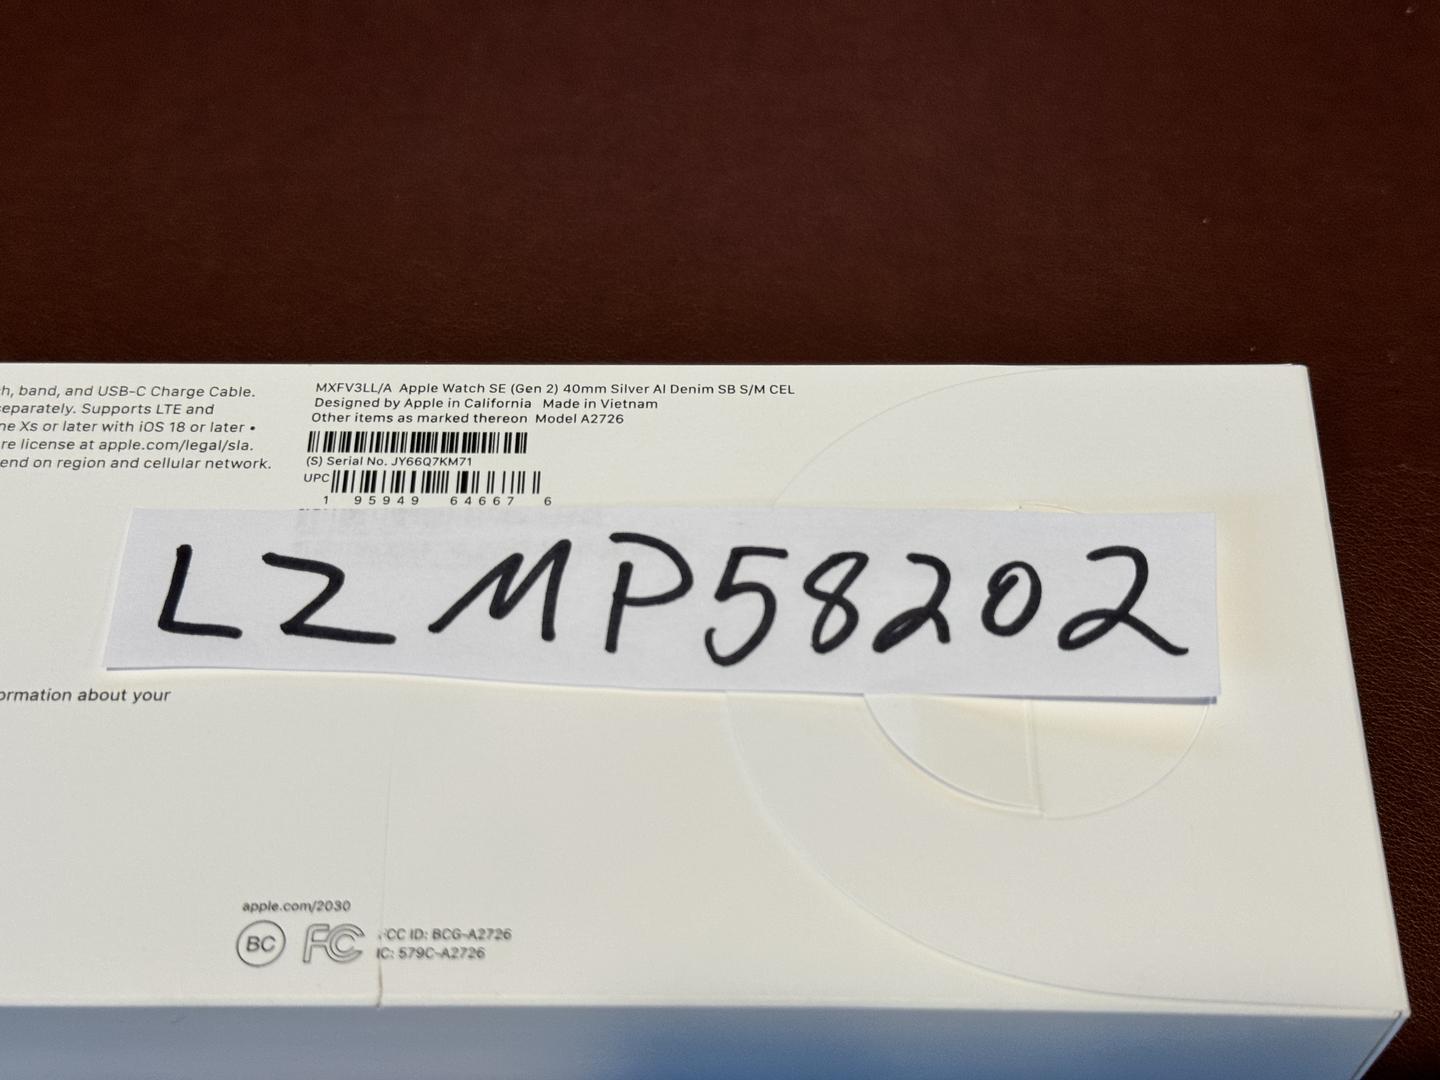 h, band, and USB-C Charge Cable.
eparately. Supports LTE and
ne Xs or later with iOS 18 or later •
re license at apple.com/legal/sla.
end on region and cellular network.
MXFV3LL/A Apple Watch SE (Gen 2) 40mm Silver Al Denim SB S/M CEL
Designed by Apple in California Made in Vietnam
Other items as marked thereon Model A2726
(S) Serial No. JY66Q7KM71
UPC
1 95949 64667 6
LZMP58202
ormation about your
apple.com/2030
BC FC FCC ID: BCG-A2726
IC: 579C-A2726